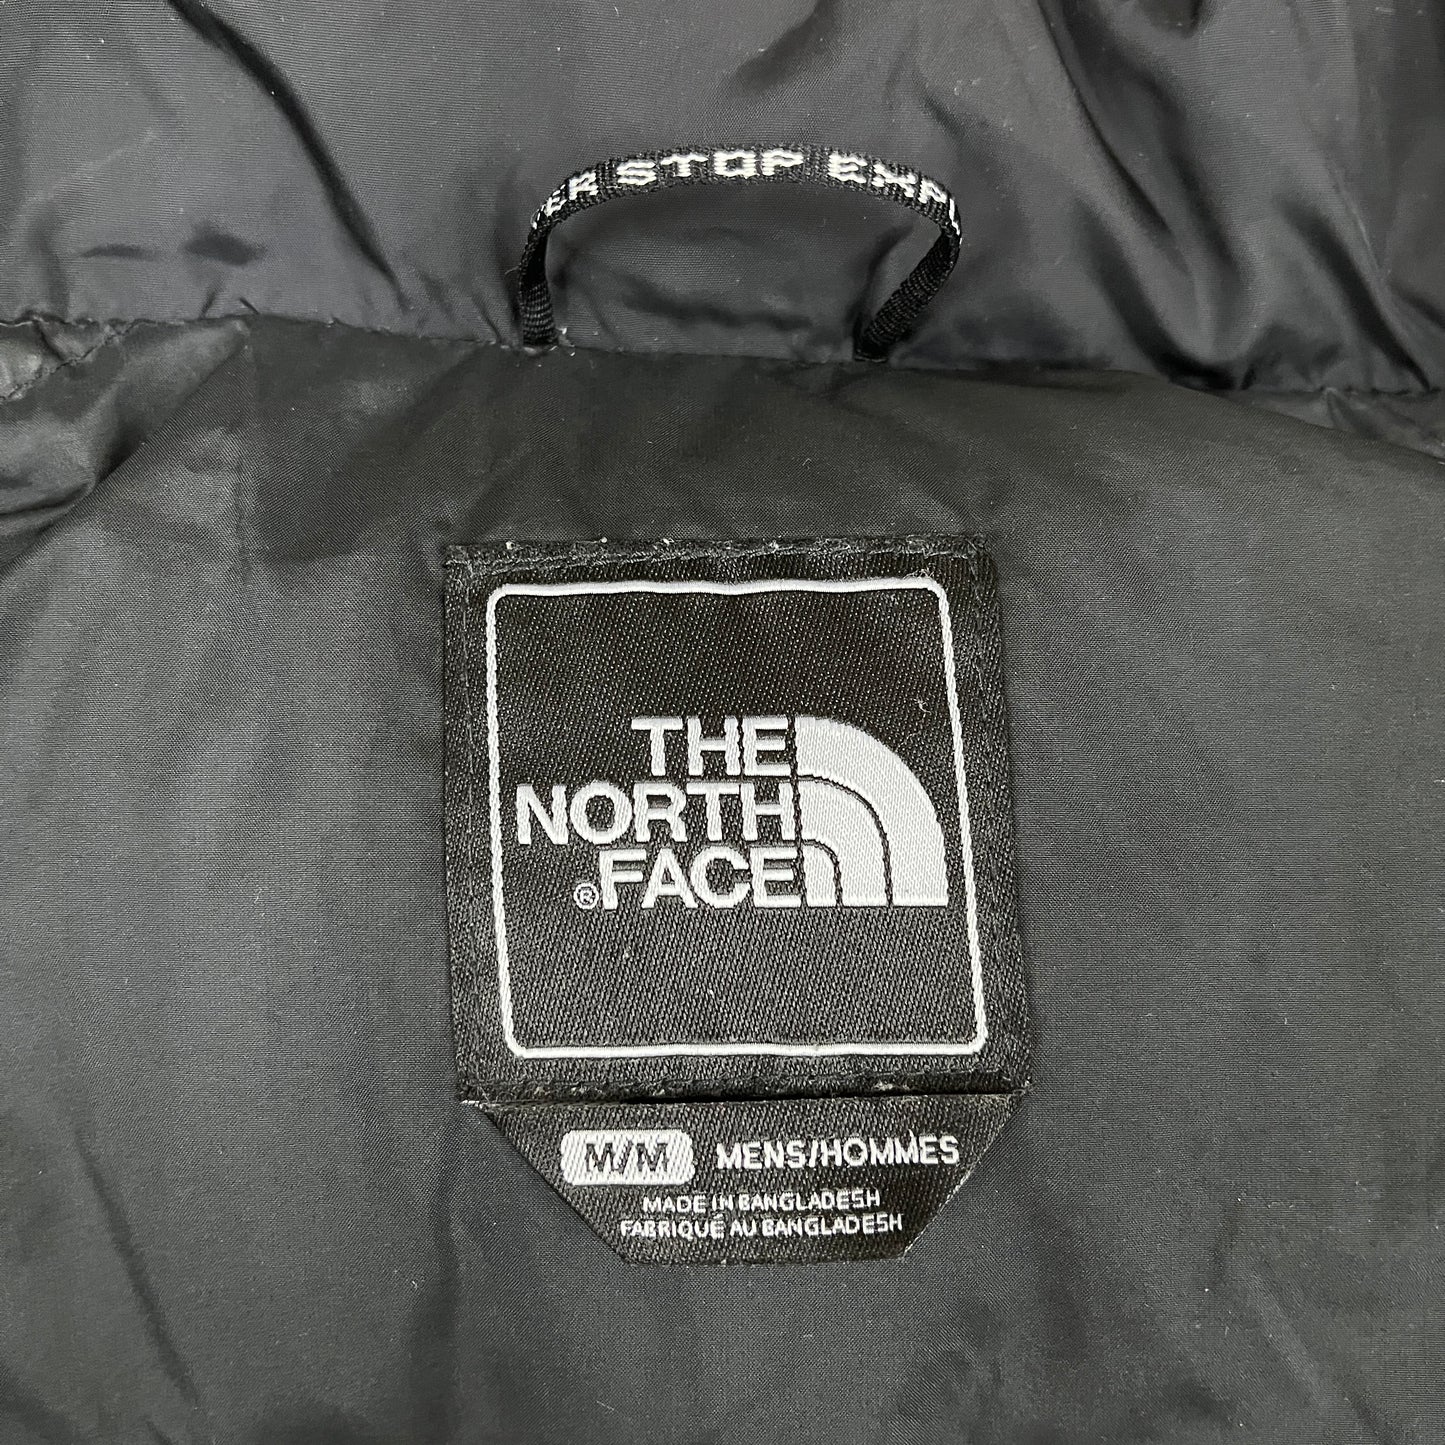 ER STOP EXPL
THE
NORTH
FACE
®
M/M MENS/HOMMES
MADE IN BANGLADESH
FABRIQUÉ AU BANGLADESH